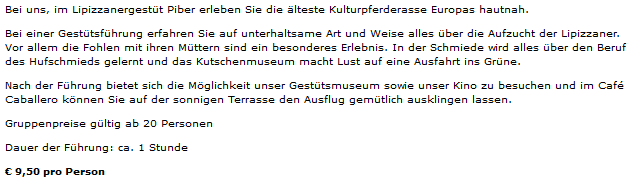 Bei uns, im Lipizzanergestüt Piber erleben Sie die älteste Kulturpferderasse Europas hautnah.
Bei einer Gestütsführung erfahren Sie auf unterhaltsame Art und Weise alles über die Aufzucht der Lipizzaner.
Vor allem die Fohlen mit ihren Müttern sind ein besonderes Erlebnis. In der Schmiede wird alles über den Beruf
des Hufschmieds gelernt und das Kutschenmuseum macht Lust auf eine Ausfahrt ins Grüne.
Nach der Führung bietet sich die Möglichkeit unser Gestütsmuseum sowie unser Kino zu besuchen und im Café
Caballero können Sie auf der sonnigen Terrasse den Ausflug gemütlich ausklingen lassen.
Gruppenpreise gültig ab 20 Personen
Dauer der Führung: ca. 1 Stunde
€ 9,50 pro Person